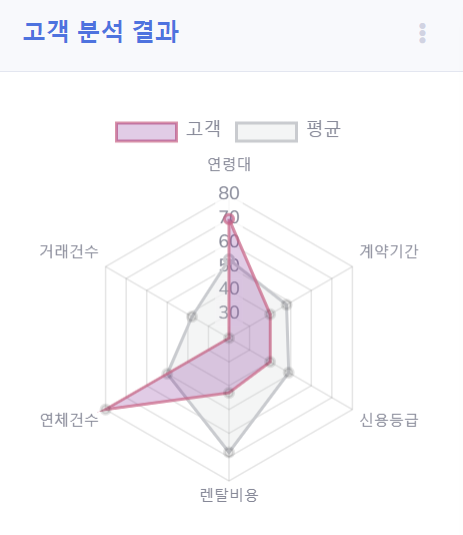 고객 분석 결과
고객 평균
연령대
80
70
60
50
40
30
거래건수 계약기간
연체건수 신용등급
렌탈비용